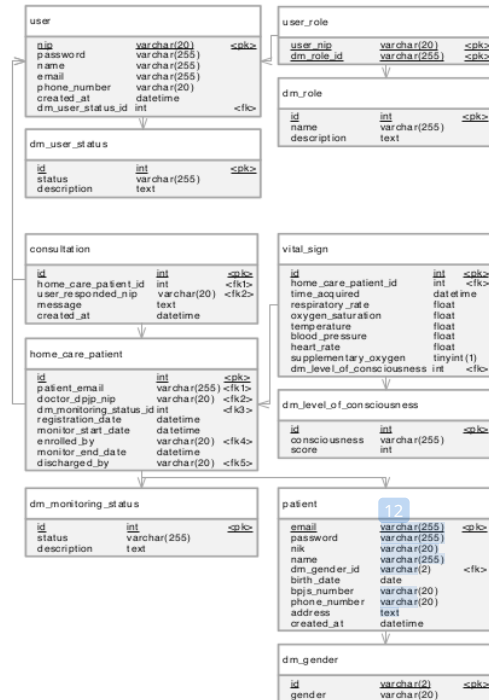 user
nip varchar(20) <pk>
password varchar(255)
name varchar(255)
email varchar(255)
phone_number varchar(20)
created_at datetime
dm_user_status_id int <fk>
dm_user_status
id int <pk>
status varchar(255)
description text
user_role
user_nip varchar(20) <pk>
dm_role_id varchar(255) <pk>
dm_role
id int <pk>
name varchar(255)
description text
consultation
id int <pk>
home_care_patient_id int <fk1>
user_responded_nip varchar(20) <fk2>
message text
created_at datetime
home_care_patient
id int <pk>
patient_email varchar(255) <fk1>
doctor_dpjp_nip varchar(20) <fk2>
dm_monitoring_status_id int <fk3>
registration_date datetime
monitor_start_date datetime
enrolled_by varchar(20) <fk4>
monitor_end_date datetime
discharged_by varchar(20) <fk5>
dm_monitoring_status
id int <pk>
status varchar(255)
description text
vital_sign
id int <pk>
home_care_patient_id int <fk>
time_acquired datetime
respiratory_rate float
oxygen_saturation float
temperature float
blood_pressure float
heart_rate float
supplementary_oxygen tinyint(1)
dm_level_of_consciousness int <fk>
dm_level_of_consciousness
id int <pk>
consciousness varchar(255)
score int
patient
12
email varchar(255) <pk>
password varchar(255)
nik varchar(20)
name varchar(255)
dm_gender_id varchar(2) <fk>
birth_date date
bpjs_number varchar(20)
phone_number varchar(20)
address text
created_at datetime
dm_gender
id varchar(2) <pk>
gender varchar(20)